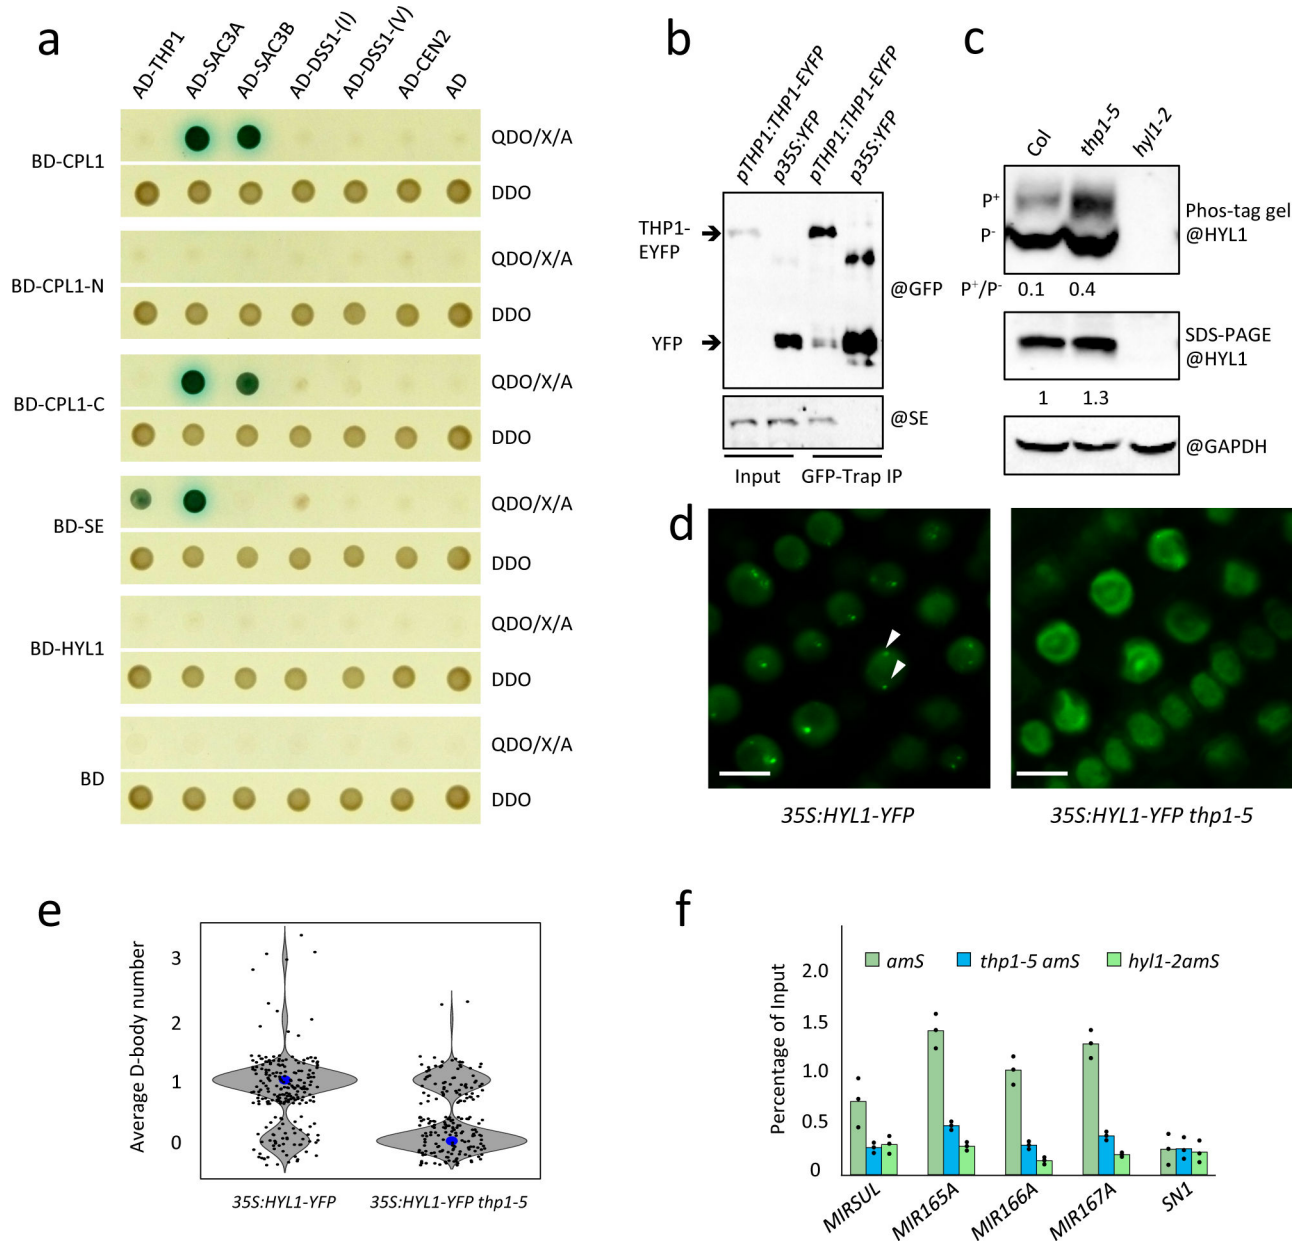 a
AD-THP1
AD-SAC3A
AD-SAC3B
AD-DSS1-(I)
AD-DSS1-(V)
AD-CEN2
AD
BD-CPL1
QDO/X/A
DDO
BD-CPL1-N
QDO/X/A
DDO
BD-CPL1-C
QDO/X/A
DDO
BD-SE
QDO/X/A
DDO
BD-HYL1
QDO/X/A
DDO
BD
QDO/X/A
DDO
b
pTHP1:THP1-EYFP
p35S:YFP
pTHP1:THP1-EYFP
p35S:YFP
THP1-
EYFP
YFP
@GFP
@SE
Input
GFP-Trap IP
c
Col
thp1-5
hyl1-2
P+
P-
Phos-tag gel
@HYL1
P+/P- 0.1 0.4
SDS-PAGE
@HYL1
1 1.3
@GAPDH
d
35S:HYL1-YFP
35S:HYL1-YFP thp1-5
e
Average D-body number
3
2
1
0
35S:HYL1-YFP
35S:HYL1-YFP thp1-5
f
Percentage of Input
2.0
1.5
1.0
0.5
0
amS
thp1-5 amS
hyl1-2amS
MIRSUL
MIR165A
MIR166A
MIR167A
SN1